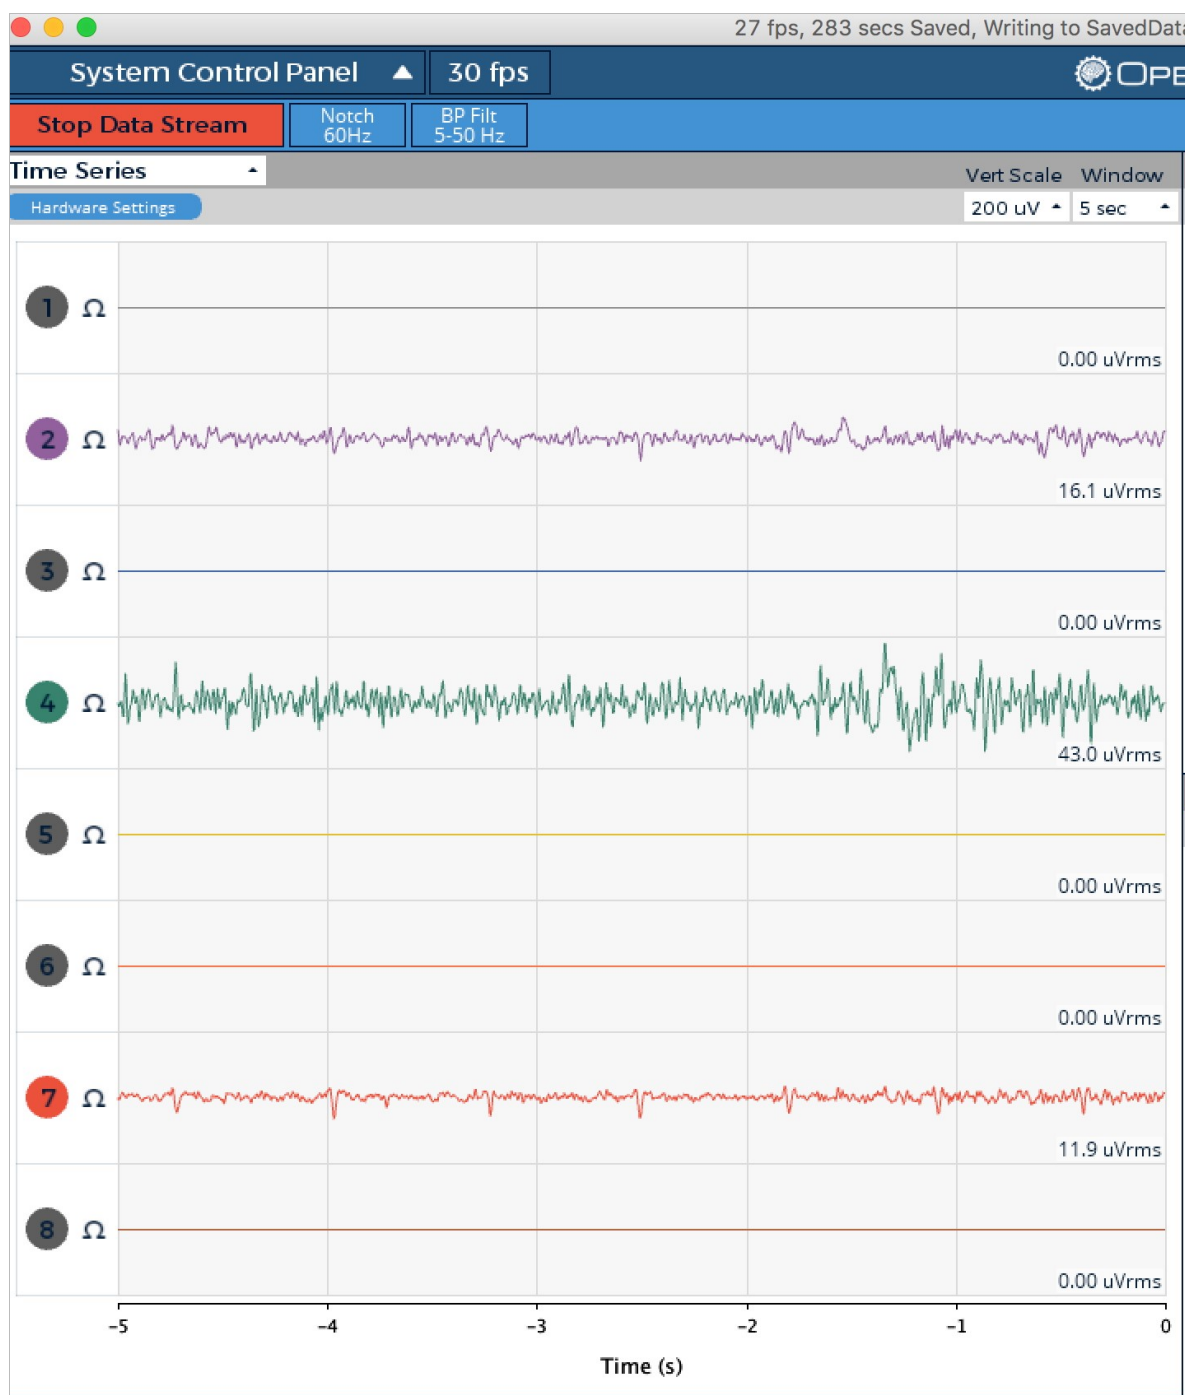 27 fps, 283 secs Saved, Writing to SavedData
System Control Panel 30 fps
OPE
Stop Data Stream
Notch
60Hz
BP Filt
5-50 Hz
Time Series
Vert Scale Window
Hardware Settings
200 uV 5 sec
1 Ω
0.00 uVrms
2 Ω
16.1 uVrms
3 Ω
0.00 uVrms
4 Ω
43.0 uVrms
5 Ω
0.00 uVrms
6 Ω
0.00 uVrms
7 Ω
11.9 uVrms
8 Ω
0.00 uVrms
-5 -4 -3 -2 -1 0
Time (s)